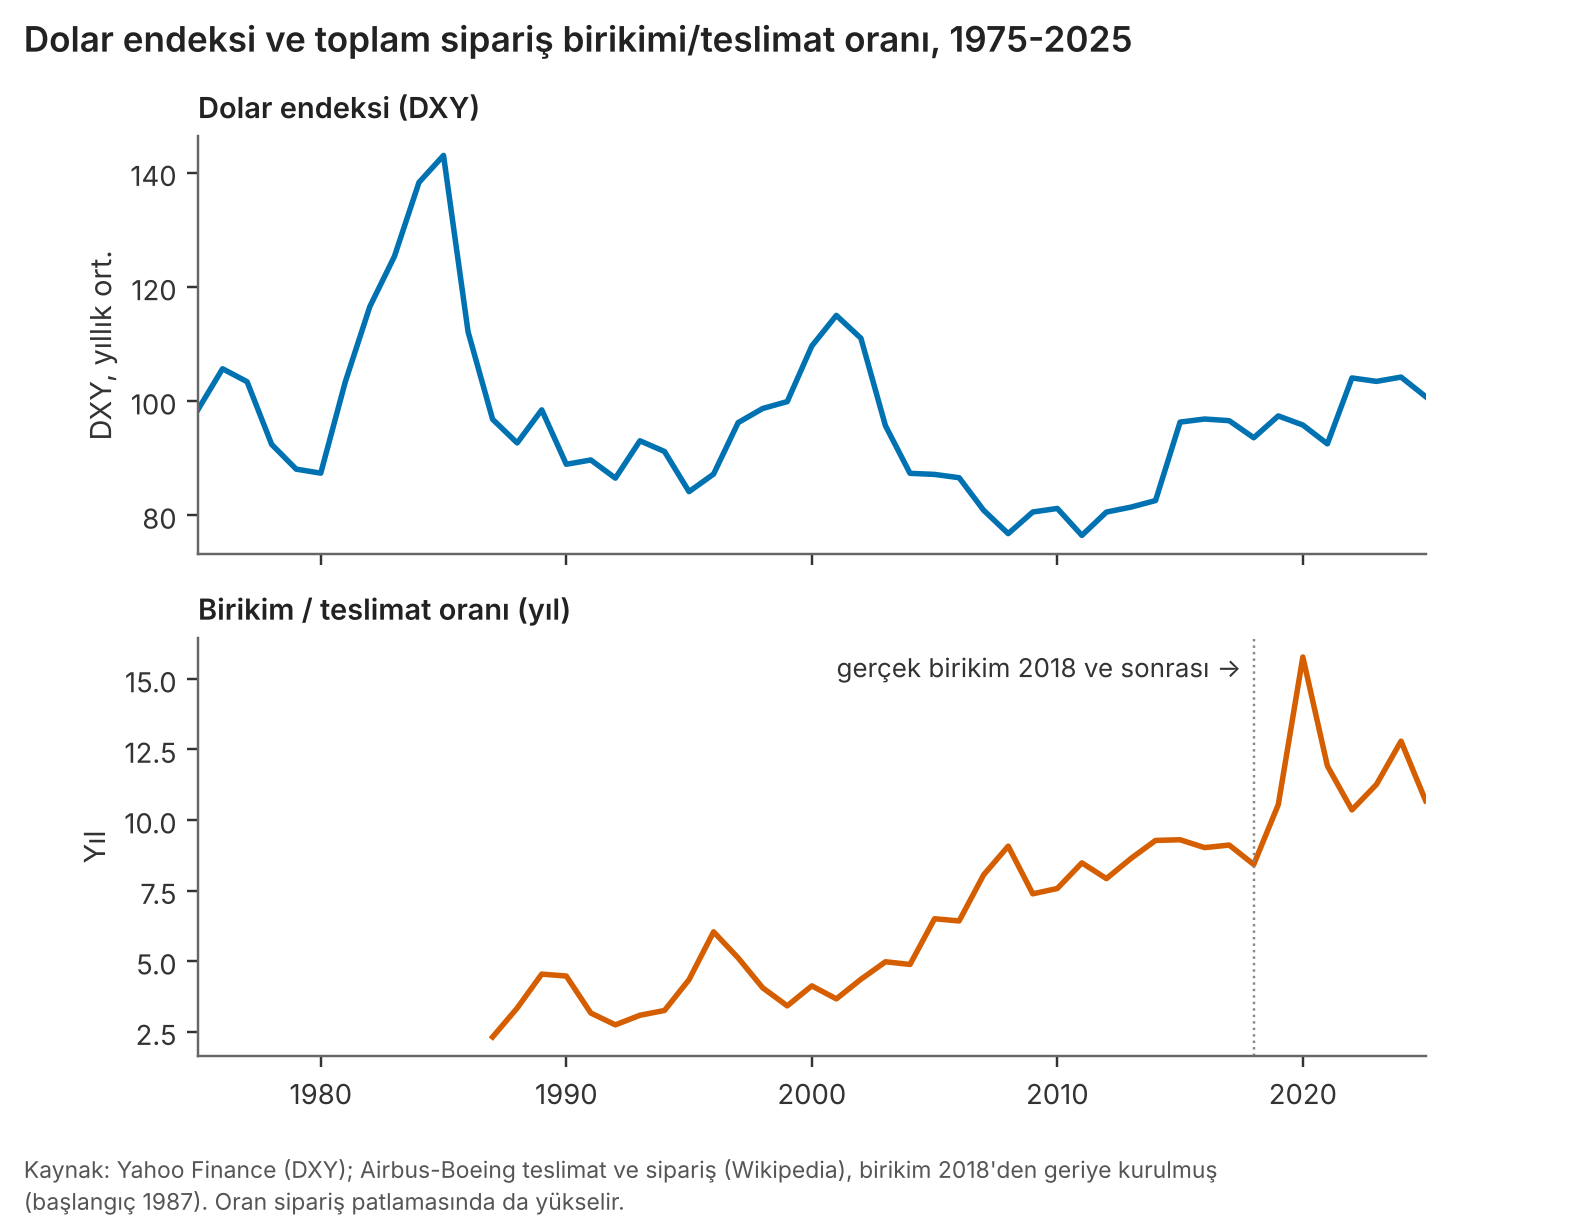 Dolar endeksi ve toplam sipariş birikimi/teslimat oranı, 1975-2025
Dolar endeksi (DXY)
140
120
100
80
DXY, yıllık ort.
Birikim / teslimat oranı (yıl)
gerçek birikim 2018 ve sonrası →
15.0
12.5
10.0
7.5
5.0
2.5
Yıl
1980 1990 2000 2010 2020
Kaynak: Yahoo Finance (DXY); Airbus-Boeing teslimat ve sipariş (Wikipedia), birikim 2018'den geriye kurulmuş
(başlangıç 1987). Oran sipariş patlamasında da yükselir.